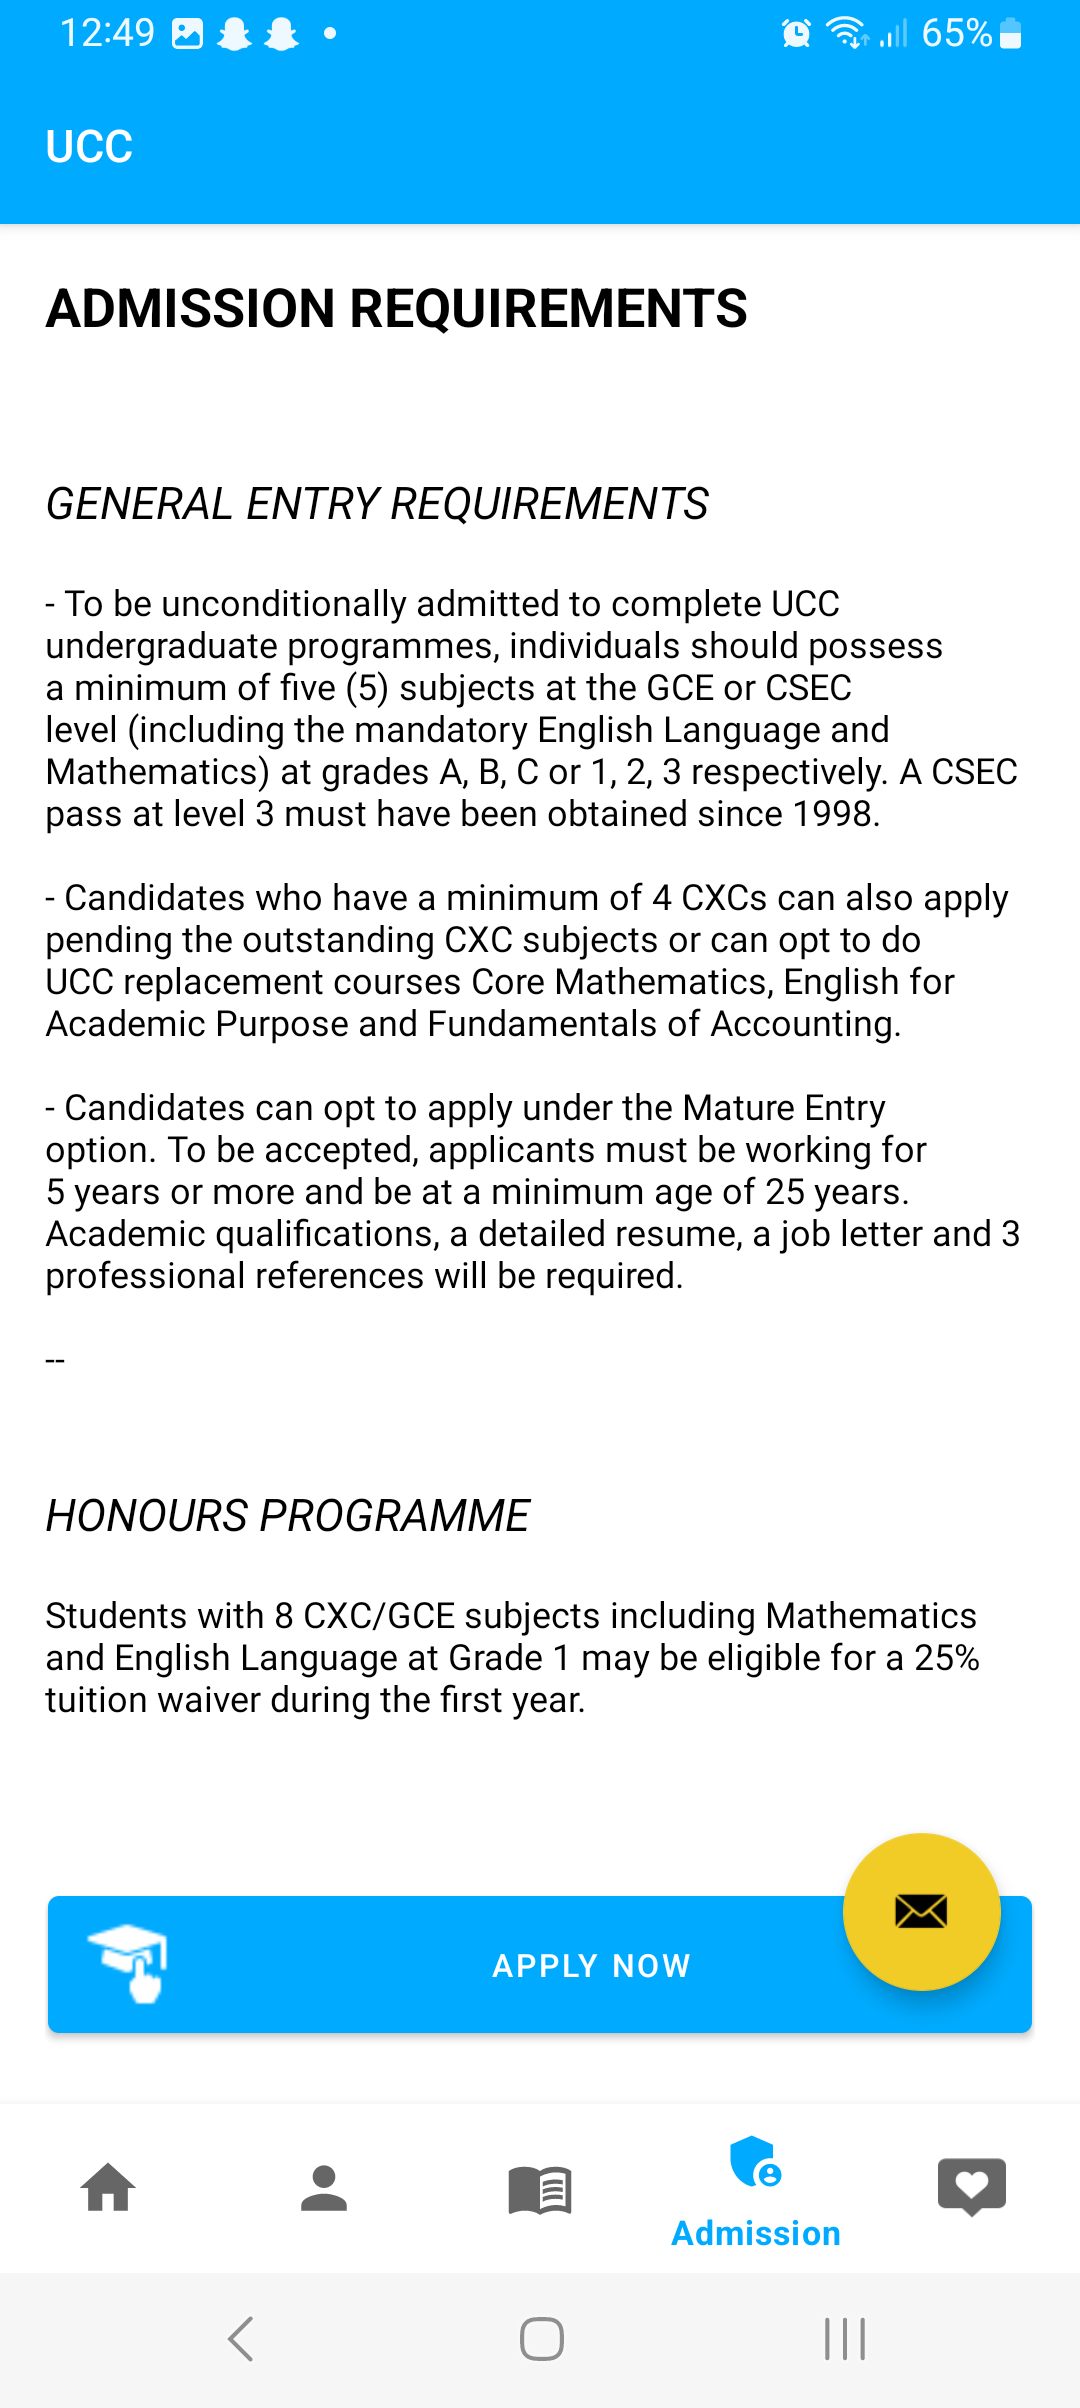 12:49
65%
UCC
ADMISSION REQUIREMENTS
GENERAL ENTRY REQUIREMENTS
- To be unconditionally admitted to complete UCC
undergraduate programmes, individuals should possess
a minimum of five (5) subjects at the GCE or CSEC
level (including the mandatory English Language and
Mathematics) at grades A, B, C or 1, 2, 3 respectively. A CSEC
pass at level 3 must have been obtained since 1998.
- Candidates who have a minimum of 4 CXCs can also apply
pending the outstanding CXC subjects or can opt to do
UCC replacement courses Core Mathematics, English for
Academic Purpose and Fundamentals of Accounting.
- Candidates can opt to apply under the Mature Entry
option. To be accepted, applicants must be working for
5 years or more and be at a minimum age of 25 years.
Academic qualifications, a detailed resume, a job letter and 3
professional references will be required.
--
HONOURS PROGRAMME
Students with 8 CXC/GCE subjects including Mathematics
and English Language at Grade 1 may be eligible for a 25%
tuition waiver during the first year.
APPLY NOW
Admission